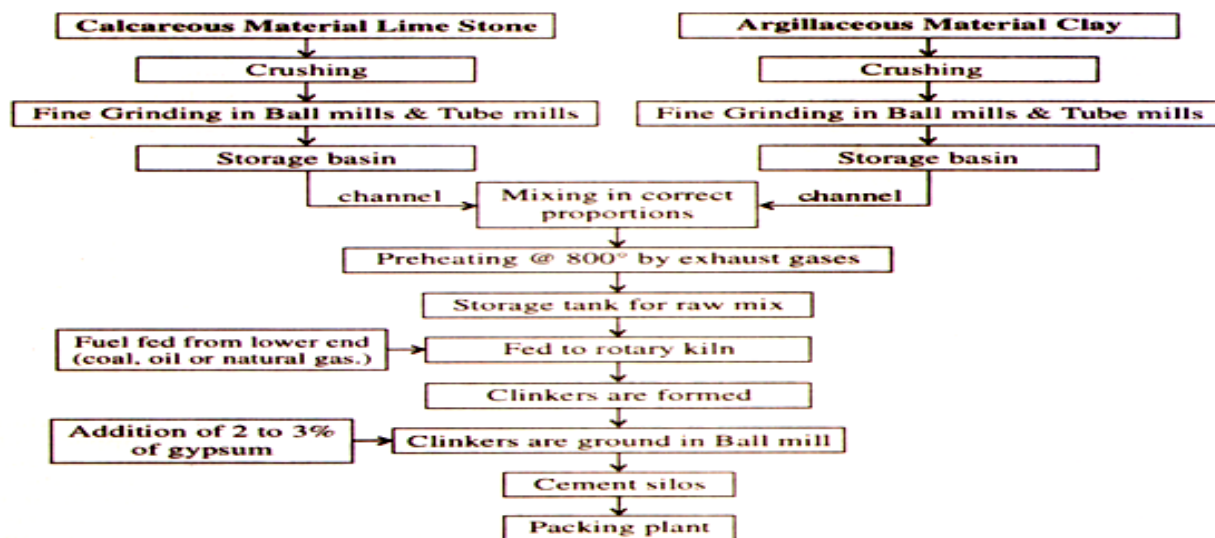 Calcareous Material Lime Stone
Argillaceous Material Clay
Crushing
Crushing
Fine Grinding in Ball mills & Tube mills
Fine Grinding in Ball mills & Tube mills
Storage basin
Storage basin
channel
Mixing in correct
proportions
channel
Preheating @ 800° by exhaust gases
Storage tank for raw mix
Fuel fed from lower end
(coal, oil or natural gas.)
Fed to rotary kiln
Clinkers are formed
Addition of 2 to 3%
of gypsum
Clinkers are ground in Ball mill
Cement silos
Packing plant